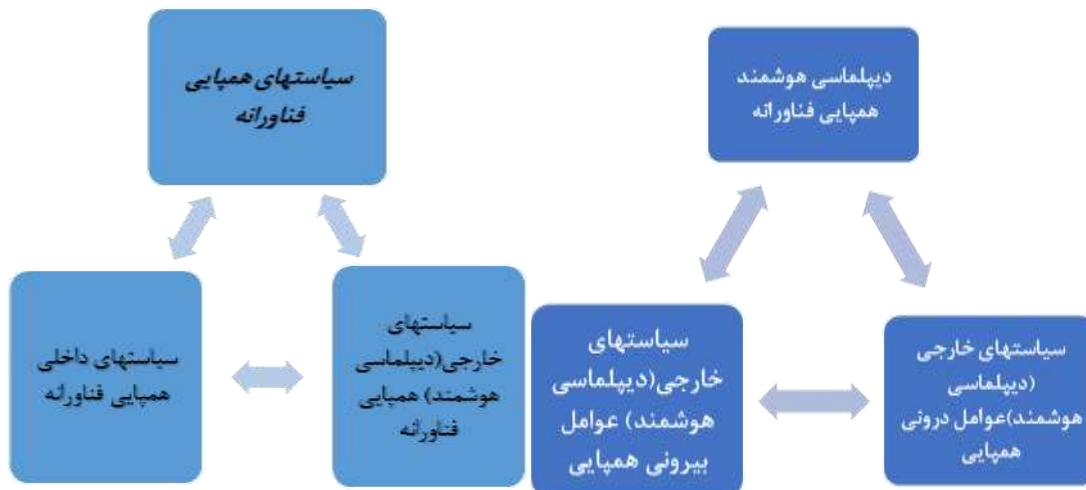 سیاستهای همپایی
فناورانه
سیاستهای
خارجی(دیپلماسی
هوشمند) همپایی
فناورانه
سیاستهای داخلی
همپایی فناورانه
دیپلماسی هوشمند
همپایی فناورانه
سیاستهای خارجی
(دیپلماسی
هوشمند)عوامل درونی
همپایی
سیاستهای
خارجی(دیپلماسی
هوشمند) عوامل
بیرونی همپایی